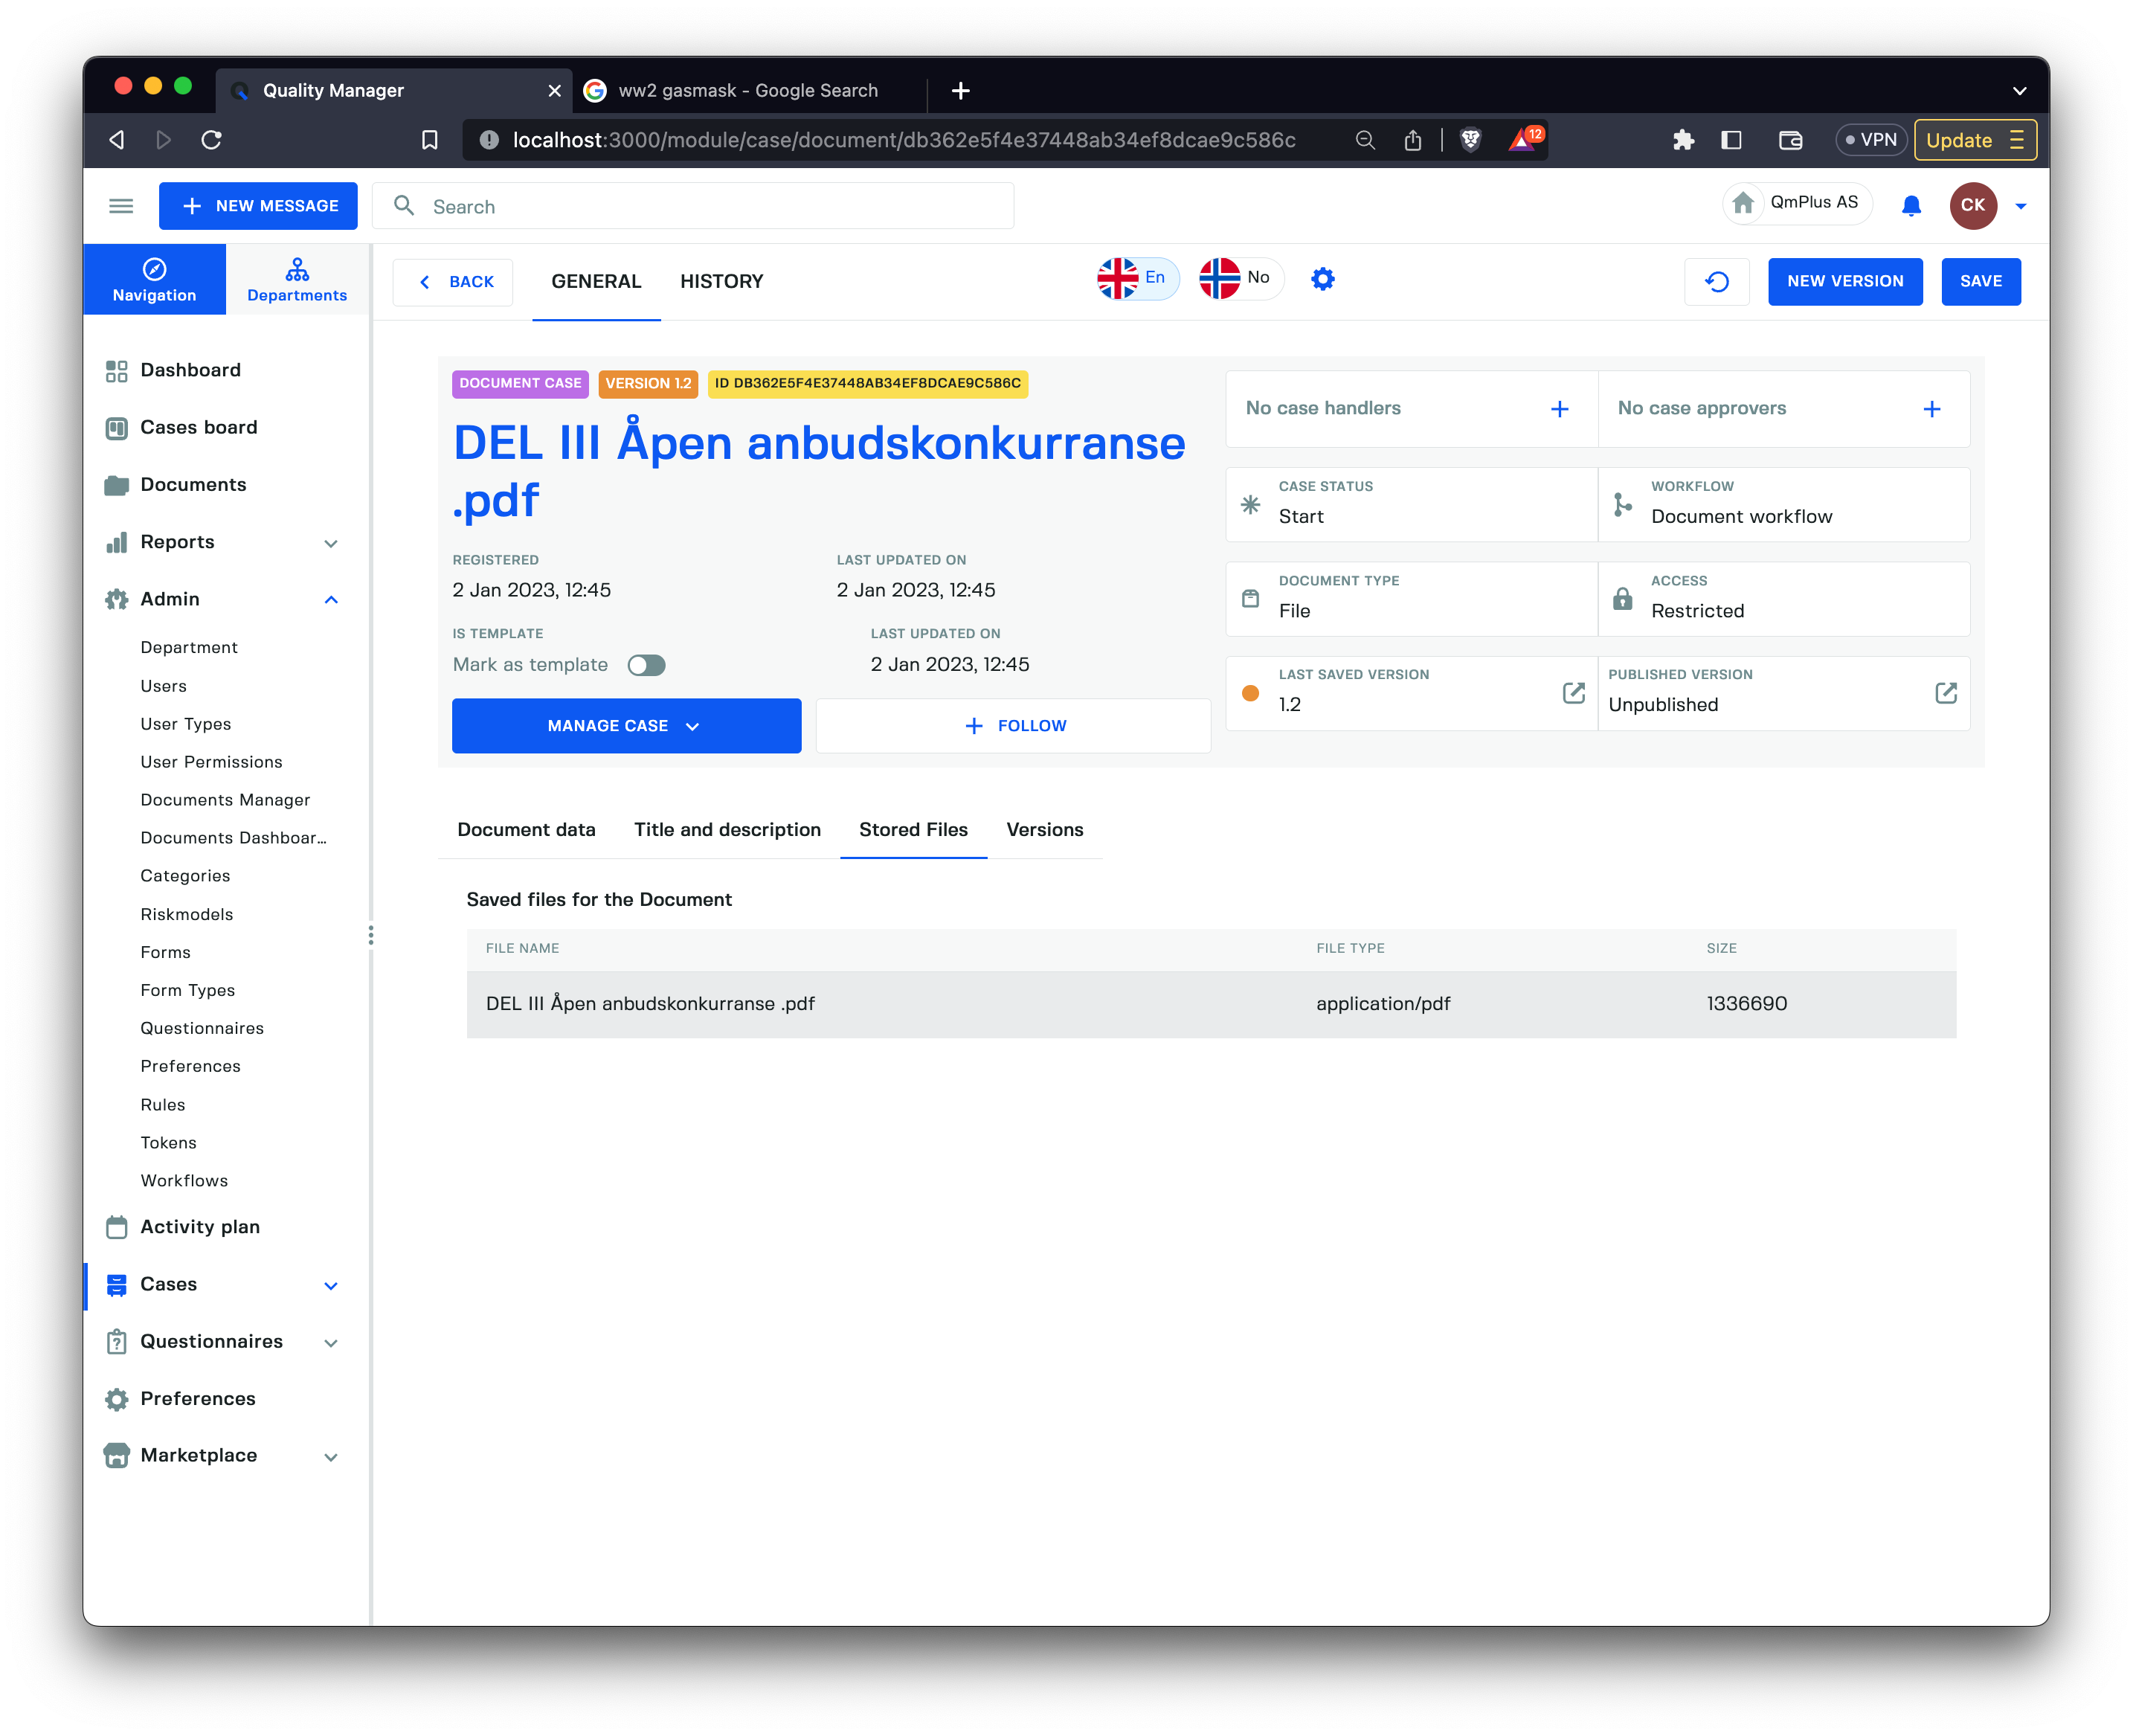 Quality Manager
ww2 gasmask - Google Search
localhost:3000/module/case/document/db362e5f4e37448ab34ef8dcae9c586c
12
VPN
Update
NEW MESSAGE
Search
QmPlus AS
CK
Navigation
Departments
BACK
GENERAL
HISTORY
En
No
NEW VERSION
SAVE
Dashboard
Cases board
Documents
Reports
Admin
Department
Users
User Types
User Permissions
Documents Manager
Documents Dashboar...
Categories
Riskmodels
Forms
Form Types
Questionnaires
Preferences
Rules
Tokens
Workflows
Activity plan
Cases
Questionnaires
Preferences
Marketplace
DOCUMENT CASE
VERSION 1.2
ID DB362E5F4E37448AB34EF8DCAE9C586C
DEL III Åpen anbudskonkurranse
.pdf
REGISTERED
2 Jan 2023, 12:45
LAST UPDATED ON
2 Jan 2023, 12:45
IS TEMPLATE
Mark as template
LAST UPDATED ON
2 Jan 2023, 12:45
MANAGE CASE
FOLLOW
No case handlers
No case approvers
CASE STATUS
Start
WORKFLOW
Document workflow
DOCUMENT TYPE
File
ACCESS
Restricted
LAST SAVED VERSION
1.2
PUBLISHED VERSION
Unpublished
Document data
Title and description
Stored Files
Versions
Saved files for the Document
FILE NAME
FILE TYPE
SIZE
DEL III Åpen anbudskonkurranse .pdf
application/pdf
1336690